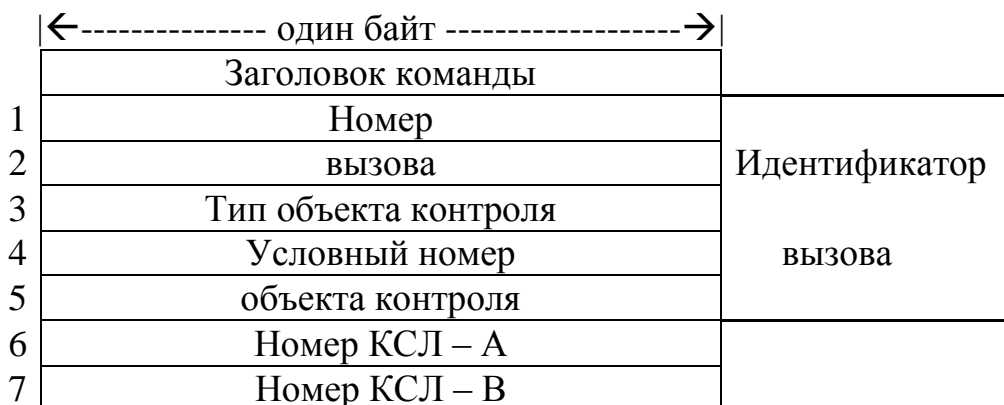 |←--------------- один байт -------------------→|
Заголовок команды
1 Номер
2 вызова Идентификатор
3 Тип объекта контроля
4 Условный номер вызова
5 объекта контроля
6 Номер КСЛ – А
7 Номер КСЛ – В